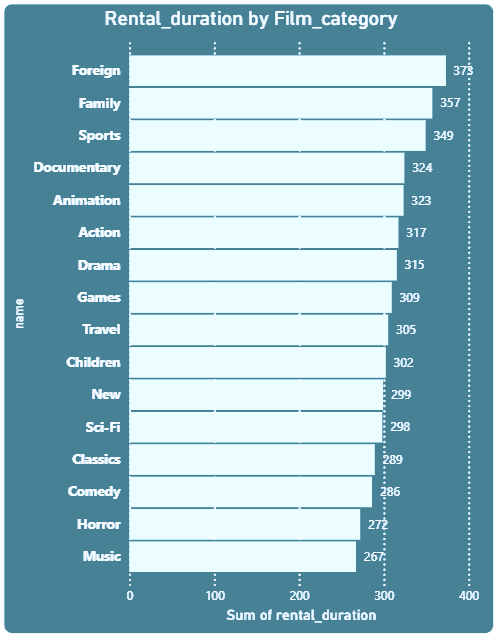 Rental_duration by Film_category
name
Foreign 373
Family 357
Sports 349
Documentary 324
Animation 323
Action 317
Drama 315
Games 309
Travel 305
Children 302
New 299
Sci-Fi 298
Classics 289
Comedy 286
Horror 272
Music 267
0 100 200 300 400
Sum of rental_duration